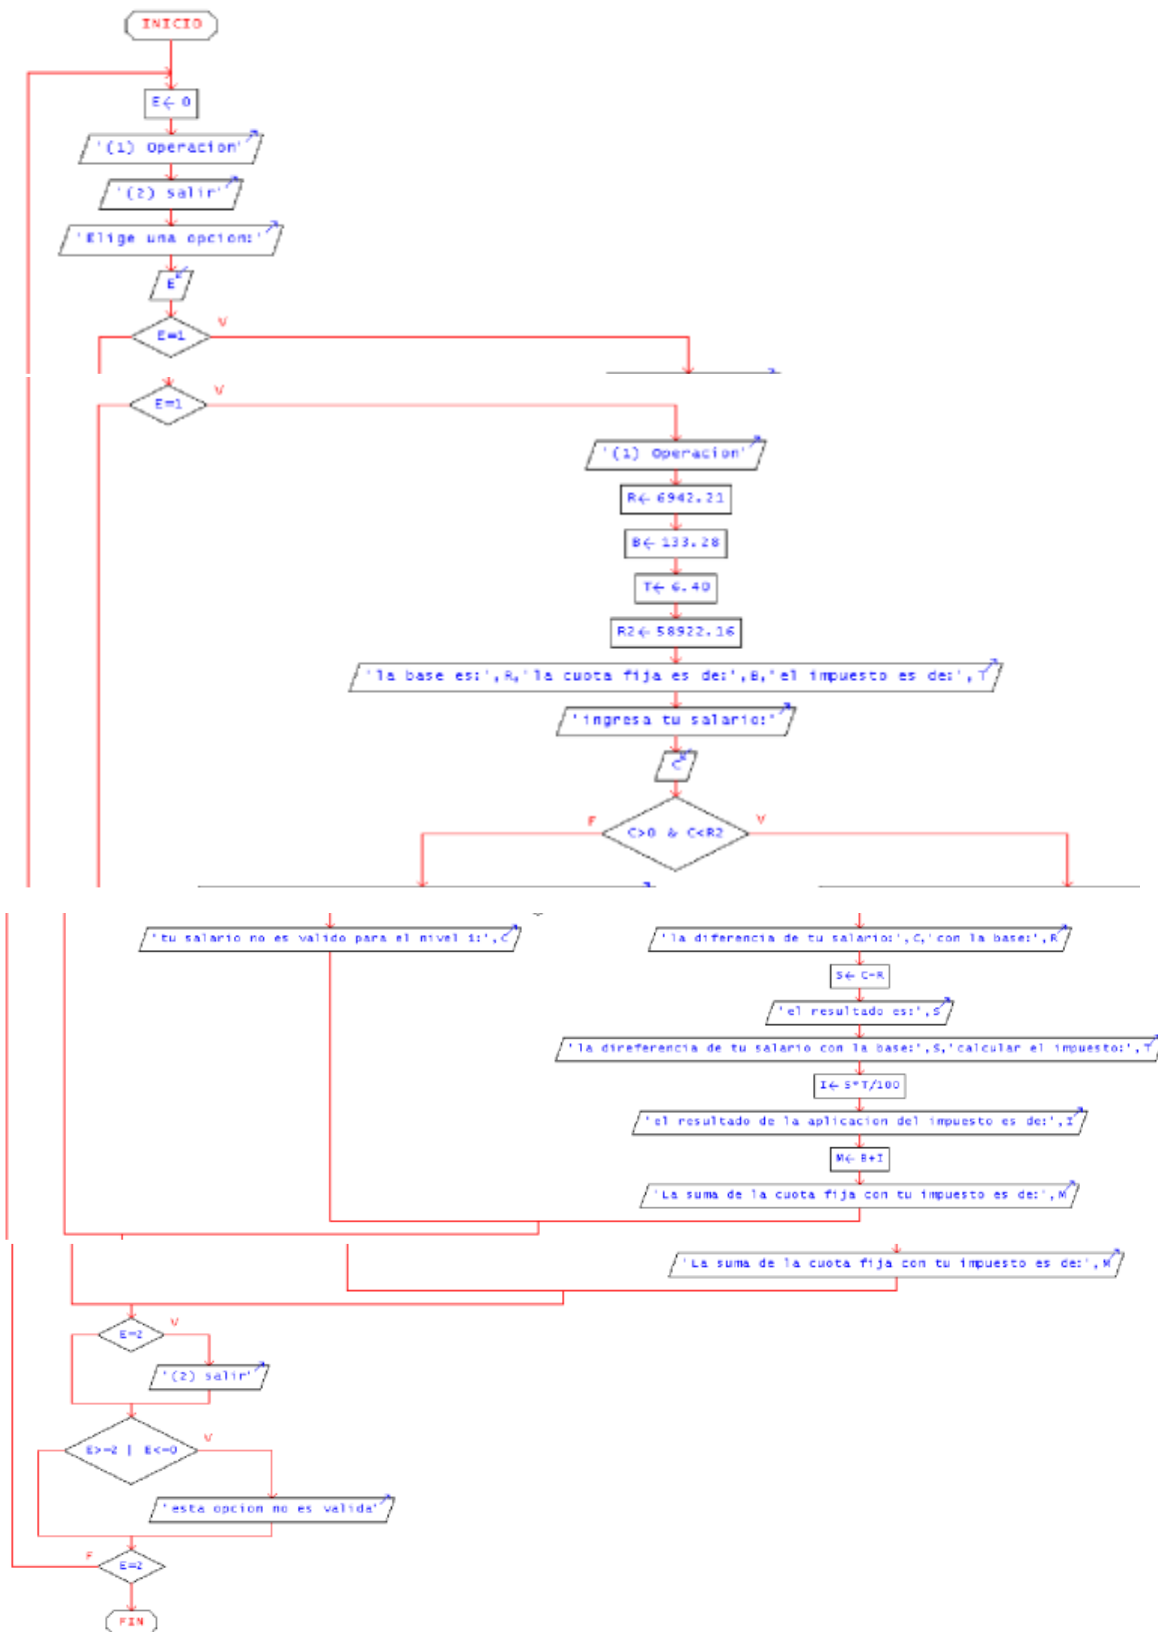 INICIO
E← 0
'(1) Operacion'
'(2) Salir'
'Elige una opcion:'
E
E=1
V
E=1
V
'(1) Operacion'
R← 6942.21
B← 133.28
T← 6.40
R2← 58922.16
'la base es:',R,'la cuota fija es de:',B,'el impuesto es de:',T
'ingresa tu salario:'
C
F
C>0 & C<R2
V
'tu salario no es valido para el nivel 1:',C
'la diferencia de tu salario:',C,'con la base:',R
S← C-R
'el resultado es:',S
'la direferencia de tu salario con la base:',S,'calcular el impuesto:',T
I← S*T/100
'el resultado de la aplicacion del impuesto es de:',I
M← B+I
'La suma de la cuota fija con tu impuesto es de:',M
'La suma de la cuota fija con tu impuesto es de:',M
E=2
V
'(2) Salir'
E>=2 | E<=0
V
'esta opcion no es valida'
F
E=2
FIN